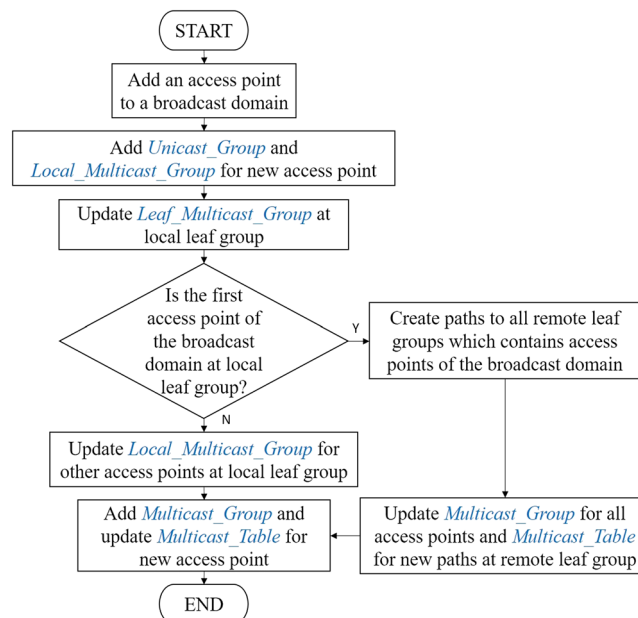 START
Add an access point
to a broadcast domain
Add Unicast_Group and
Local_Multicast_Group for new access point
Update Leaf_Multicast_Group at
local leaf group
Is the first
access point of
the broadcast
domain at local
leaf group?
Y
Create paths to all remote leaf
groups which contains access
points of the broadcast domain
N
Update Local_Multicast_Group for
other access points at local leaf group
Update Multicast_Group for all
access points and Multicast_Table
for new paths at remote leaf group
Add Multicast_Group and
update Multicast_Table for
new access point
END